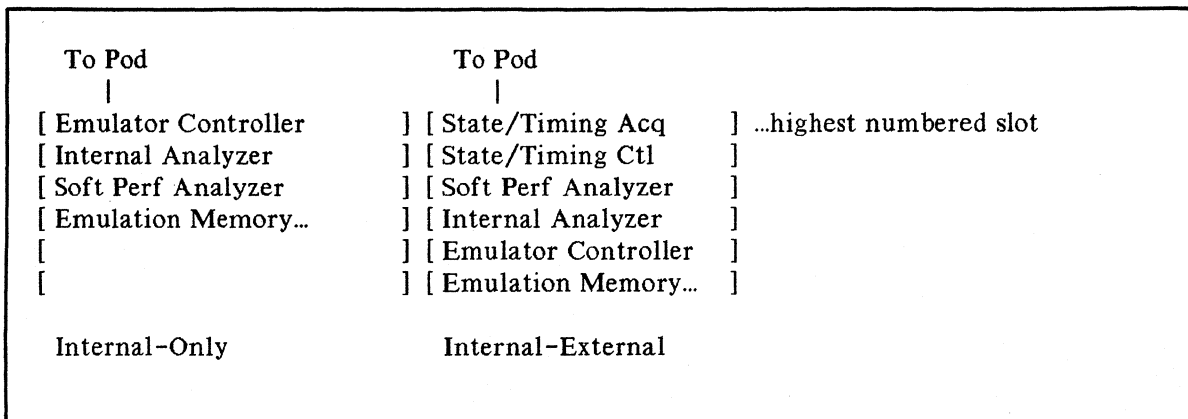 To Pod To Pod
| |
[ Emulator Controller ] [ State/Timing Acq ] ...highest numbered slot
[ Internal Analyzer ] [ State/Timing Ctl ]
[ Soft Perf Analyzer ] [ Soft Perf Analyzer ]
[ Emulation Memory... ] [ Internal Analyzer ]
[ ] [ Emulator Controller ]
[ ] [ Emulation Memory... ]
Internal-Only Internal-External